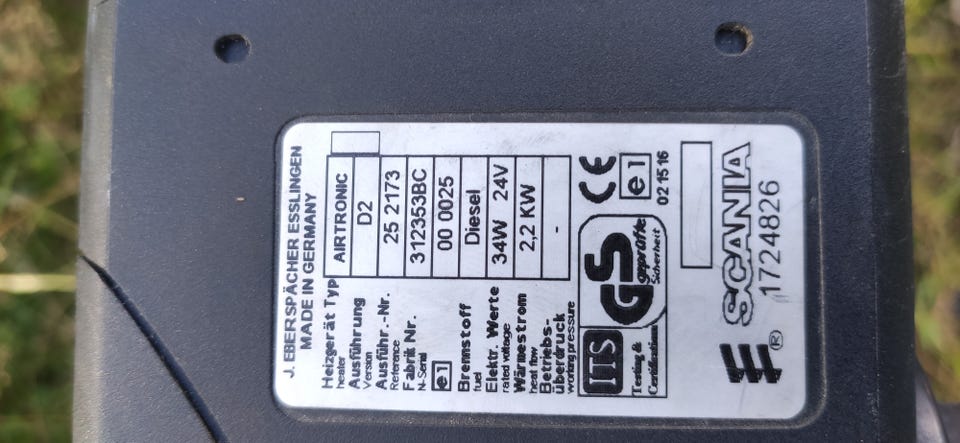 J. EBERSPÄCHER ESSLINGEN
MADE IN GERMANY
Heizgerät Typ AIRTRONIC
heater
Ausführung D2
Version
Ausführ.-Nr. 25 2173
Reference
Fabrik Nr. 312353BC
N-Serial
e1 00 0025
Brennstoff Diesel
fuel
Elektr. Werte 34W 24V
rated voltage
Wärmestrom 2,2 KW
heat flow
Betriebs- -
überdruck
working pressure
ITS
Testing &
Certification
GS
geprüfte
Sicherheit
CE
e1
02 15 16
E®
SCANIA
1724826